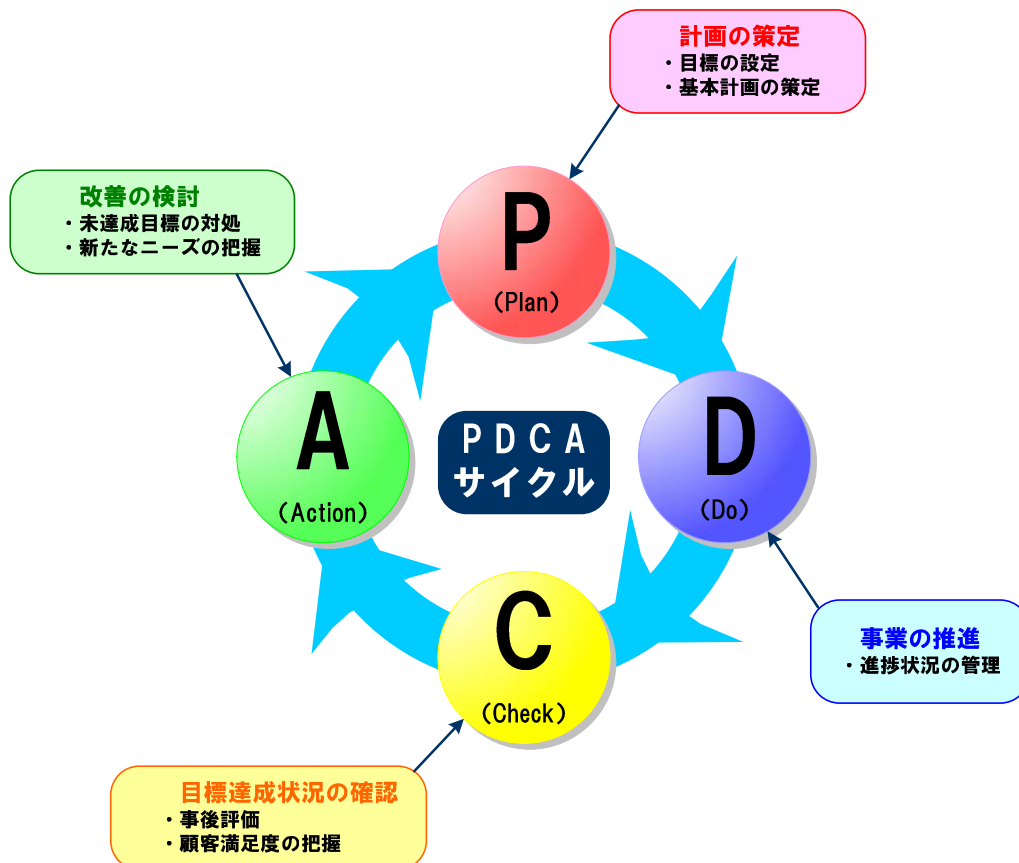 計画の策定
・目標の設定
・基本計画の策定
P
(Plan)
改善の検討
・未達成目標の対処
・新たなニーズの把握
A
(Action)
PDCA
サイクル
D
(Do)
事業の推進
・進捗状況の管理
C
(Check)
目標達成状況の確認
・事後評価
・顧客満足度の把握